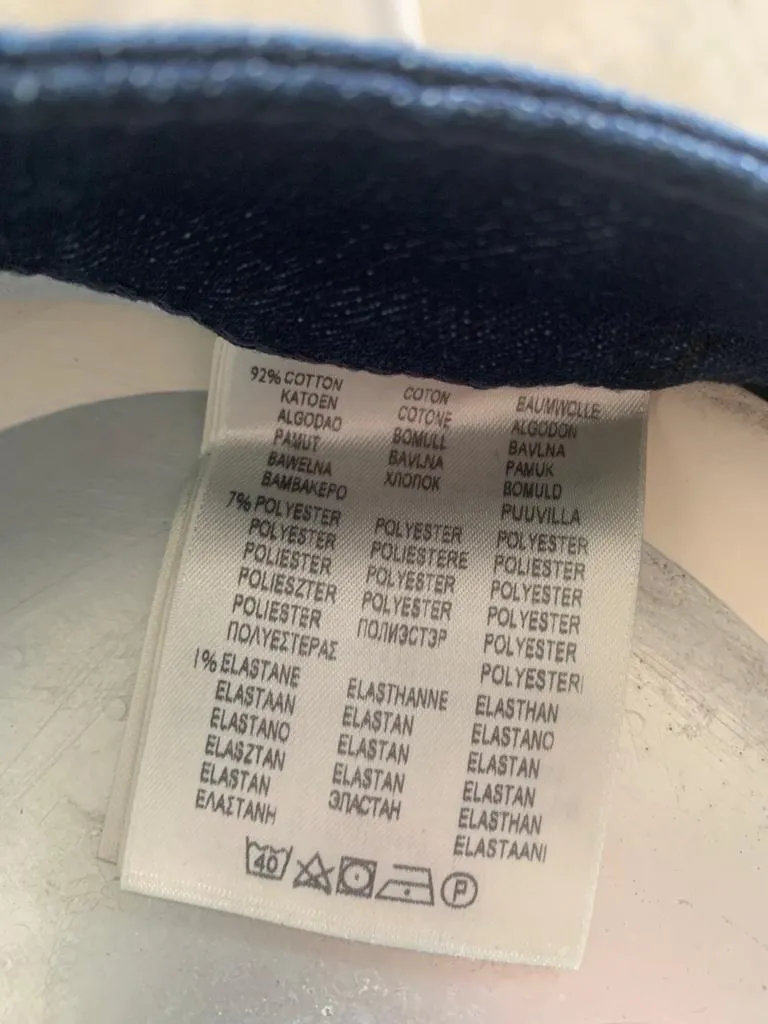 92% COTTON COTON BAUMWOLLE
KATOEN COTONE ALGODON
ALGODAO BOMULL BAVLNA
PAMUT BAVLNA PAMUK
BAWEŁNA ХЛОПОК BOMULD
ΒΑΜΒΑΚΕΡΟ PUUVILLA
7% POLYESTER POLYESTER POLYESTER
POLYESTER POLIESTERE POLIESTER
POLIESTER POLYESTER POLYESTER
POLIESZTER POLYESTER POLYESTER
POLIESTER ПОЛИЭСТЭР POLYESTER
ΠΟΛΥΕΣΤΕΡΑΣ POLYESTERI
1% ELASTANE ELASTHANNE ELASTHAN
ELASTAAN ELASTAN ELASTANO
ELASTANO ELASTAN ELASTAN
ELASZTAN ELASTAN ELASTAN
ELASTAN ЭЛАСТАН ELASTHAN
ΕΛΑΣΤΑΝΗ ELASTAANI
40 P